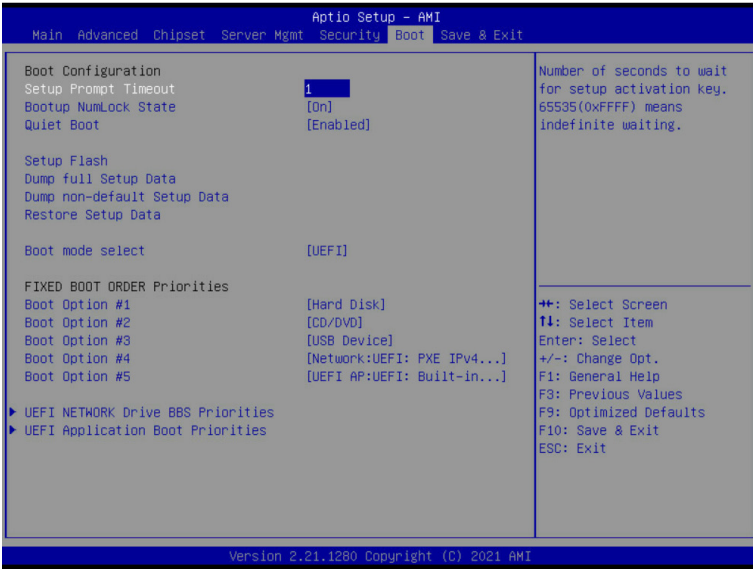 Aptio Setup – AMI
Main Advanced Chipset Server Mgmt Security Boot Save & Exit
Boot Configuration
Setup Prompt Timeout 1
Bootup NumLock State [On]
Quiet Boot [Enabled]
Setup Flash
Dump full Setup Data
Dump non-default Setup Data
Restore Setup Data
Boot mode select [UEFI]
FIXED BOOT ORDER Priorities
Boot Option #1 [Hard Disk]
Boot Option #2 [CD/DVD]
Boot Option #3 [USB Device]
Boot Option #4 [Network:UEFI: PXE IPv4...]
Boot Option #5 [UEFI AP:UEFI: Built-in...]
UEFI NETWORK Drive BBS Priorities
UEFI Application Boot Priorities
Number of seconds to wait
for setup activation key.
65535(0xFFFF) means
indefinite waiting.
→←: Select Screen
↑↓: Select Item
Enter: Select
+/-: Change Opt.
F1: General Help
F3: Previous Values
F9: Optimized Defaults
F10: Save & Exit
ESC: Exit
Version 2.21.1280 Copyright (C) 2021 AMI